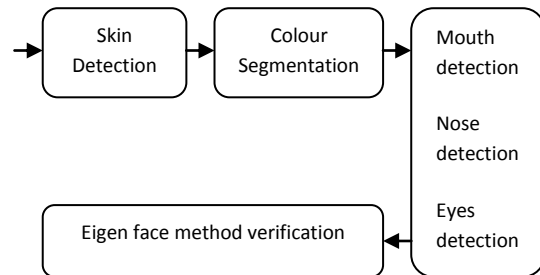 Skin
Detection
Colour
Segmentation
Mouth
detection
Nose
detection
Eyes
detection
Eigen face method verification